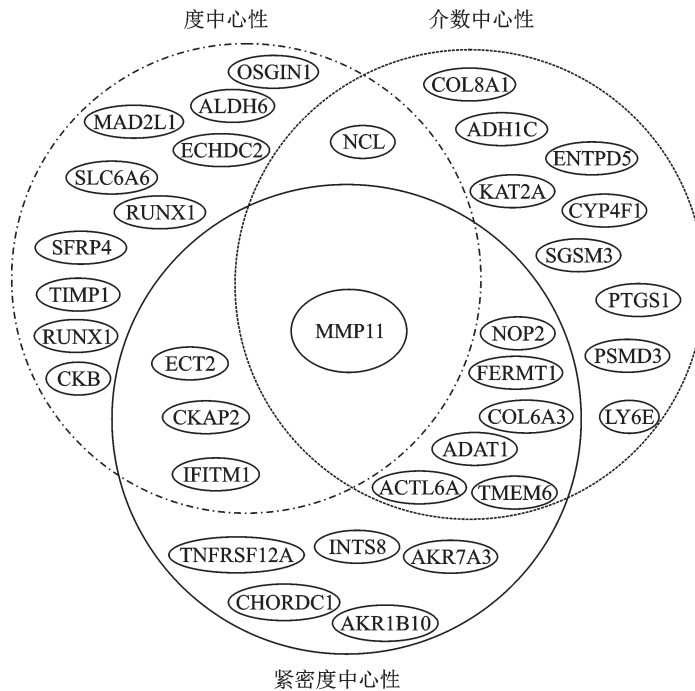 度中心性
介数中心性
OSGIN1
ALDH6
MAD2L1
ECHDC2
SLC6A6
RUNX1
SFRP4
TIMP1
RUNX1
CKB
NCL
COL8A1
ADH1C
ENTPD5
KAT2A
CYP4F1
SGSM3
PTGS1
PSMD3
LY6E
MMP11
ECT2
CKAP2
IFITM1
NOP2
FERMT1
COL6A3
ADAT1
ACTL6A
TMEM6
TNFRSF12A
INTS8
AKR7A3
CHORDC1
AKR1B10
紧密度中心性